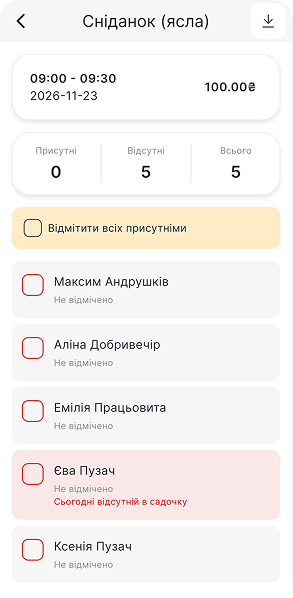 Сніданок (ясла)
09:00 - 09:30
2026-11-23
100.00₴
Присутні Відсутні Всього
0 5 5
Відмітити всіх присутніми
Максим Андрушків
Не відмічено
Аліна Добривечір
Не відмічено
Емілія Працьовита
Не відмічено
Єва Пузач
Не відмічено
Сьогодні відсутній в садочку
Ксенія Пузач
Не відмічено